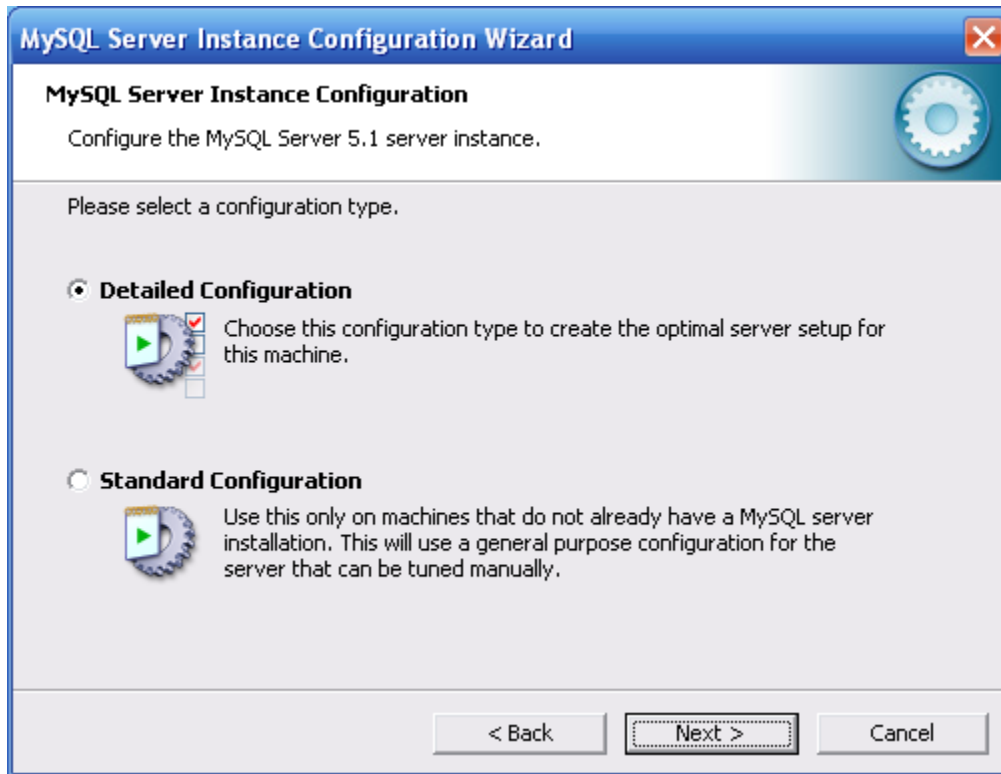 MySQL Server Instance Configuration Wizard
MySQL Server Instance Configuration
Configure the MySQL Server 5.1 server instance.
Please select a configuration type.
Detailed Configuration
Choose this configuration type to create the optimal server setup for
this machine.
Standard Configuration
Use this only on machines that do not already have a MySQL server
installation. This will use a general purpose configuration for the
server that can be tuned manually.
< Back
Next >
Cancel